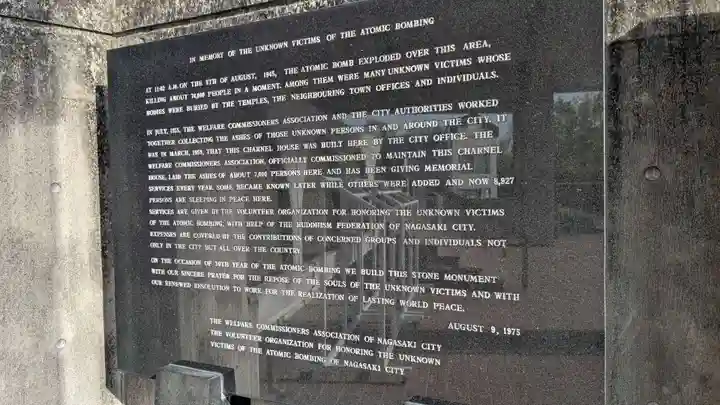 IN MEMORY OF THE UNKNOWN VICTIMS OF THE ATOMIC BOMBING
AT 11:02 A.M. ON THE 9TH OF AUGUST, 1945, THE ATOMIC BOMB EXPLODED OVER THIS AREA,
KILLING ABOUT 74,000 PEOPLE IN A MOMENT. AMONG THEM WERE MANY UNKNOWN VICTIMS WHOSE
BODIES WERE BURIED BY THE TEMPLES, THE NEIGHBOURING TOWN OFFICES AND INDIVIDUALS.
IN JULY, THE WELFARE COMMISSIONERS ASSOCIATION AND THE CITY AUTHORITIES WORKED
TOGETHER COLLECTING THE ASHES OF THOSE UNKNOWN PERSONS IN AND AROUND THE CITY. IT
WAS IN MARCH, 1959, THAT THIS CHARNEL HOUSE WAS BUILT HERE BY THE CITY OFFICE. THE
WELFARE COMMISSIONERS ASSOCIATION, OFFICIALLY COMMISSIONED TO MAINTAIN THIS CHARNEL
HOUSE, LAID THE ASHES OF ABOUT 7,000 PERSONS HERE AND HAS BEEN GIVING MEMORIAL
SERVICES EVERY YEAR. SOME BECAME KNOWN LATER WHILE OTHERS WERE ADDED AND NOW 8,927
PERSONS ARE SLEEPING IN PEACE HERE.
SERVICES ARE GIVEN BY THE VOLUNTEER ORGANIZATION FOR HONORING THE UNKNOWN VICTIMS
OF THE ATOMIC BOMBING, WITH HELP OF THE BUDDHISM FEDERATION OF NAGASAKI CITY.
EXPENSES ARE COVERED BY THE CONTRIBUTIONS OF CONCERNED GROUPS AND INDIVIDUALS NOT
ONLY IN THE CITY BUT ALL OVER THE COUNTRY.
ON THE OCCASION OF 30TH YEAR OF THE ATOMIC BOMBING WE BUILD THIS STONE MONUMENT
WITH OUR SINCERE PRAYER FOR THE REPOSE OF THE SOULS OF THE UNKNOWN VICTIMS AND WITH
OUR RENEWED RESOLUTION TO WORK FOR THE REALIZATION OF LASTING WORLD PEACE.
AUGUST 9, 1975
THE WELFARE COMMISSIONERS ASSOCIATION OF NAGASAKI CITY
THE VOLUNTEER ORGANIZATION FOR HONORING THE UNKNOWN
VICTIMS OF THE ATOMIC BOMBING OF NAGASAKI CITY